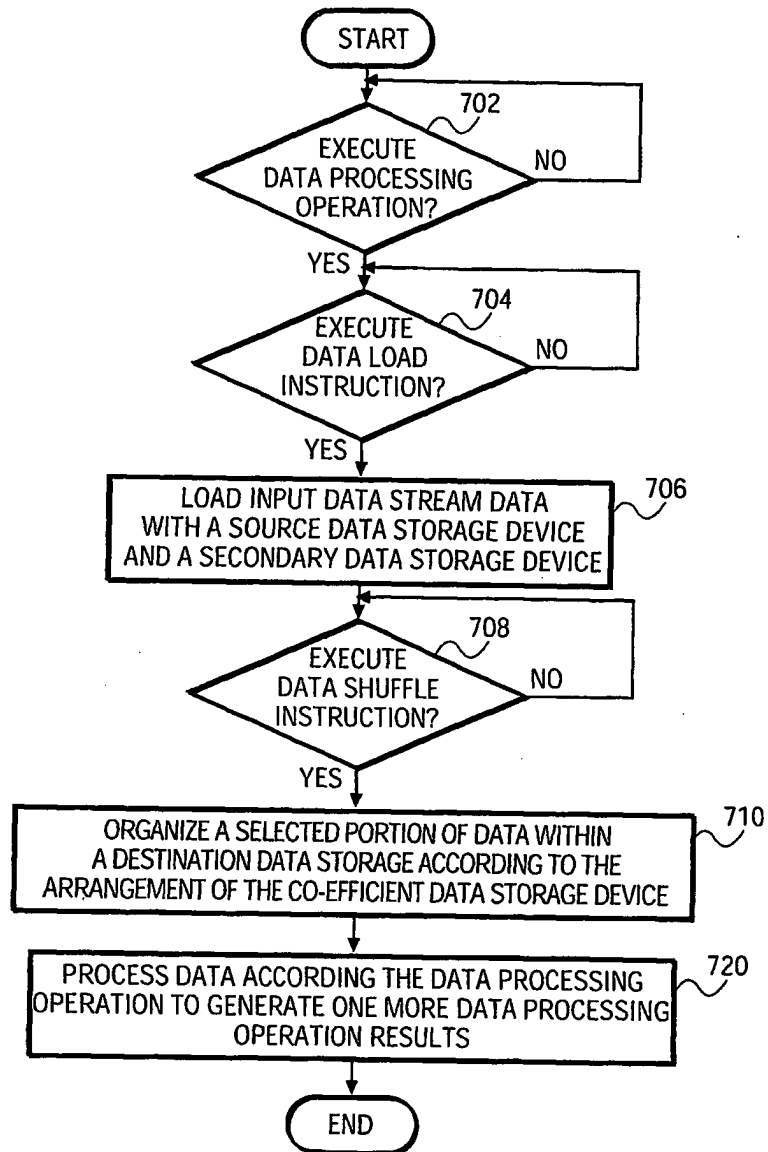 START
702
EXECUTE
DATA PROCESSING
OPERATION?
NO
YES
704
EXECUTE
DATA LOAD
INSTRUCTION?
NO
YES
LOAD INPUT DATA STREAM DATA
WITH A SOURCE DATA STORAGE DEVICE
AND A SECONDARY DATA STORAGE DEVICE
706
708
EXECUTE
DATA SHUFFLE
INSTRUCTION?
NO
YES
ORGANIZE A SELECTED PORTION OF DATA WITHIN
A DESTINATION DATA STORAGE ACCORDING TO THE
ARRANGEMENT OF THE CO-EFFICIENT DATA STORAGE DEVICE
710
PROCESS DATA ACCORDING THE DATA PROCESSING
OPERATION TO GENERATE ONE MORE DATA PROCESSING
OPERATION RESULTS
720
END